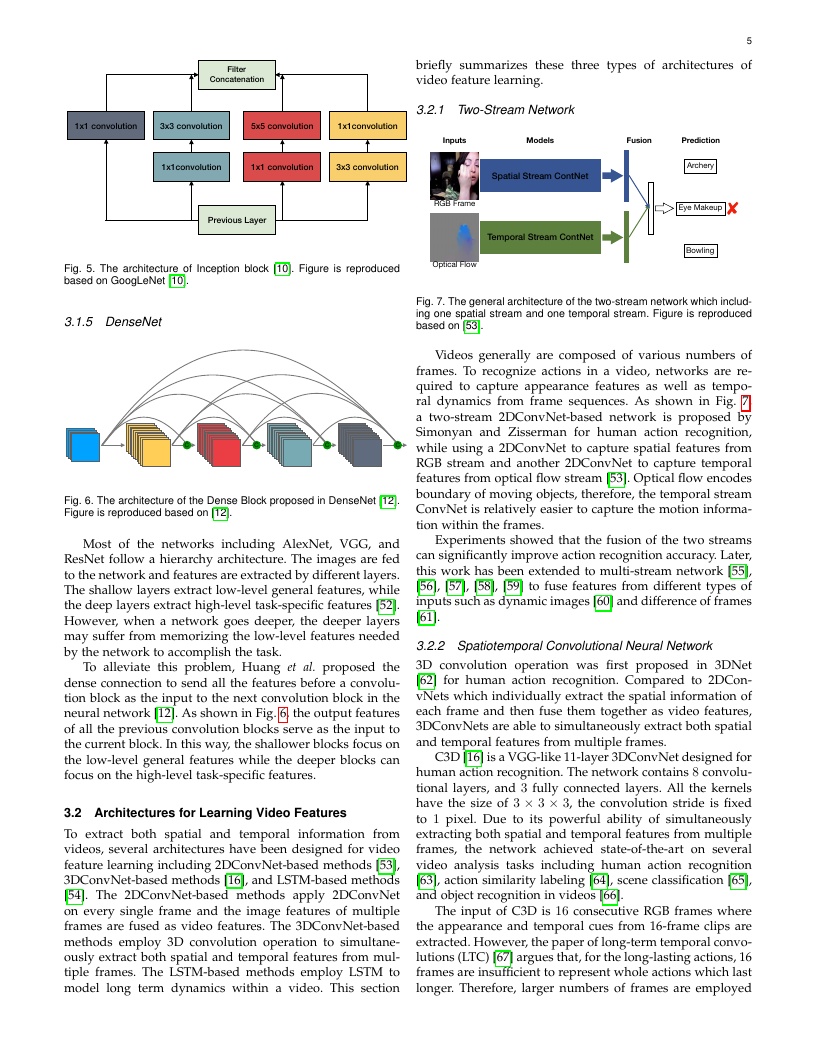 5
Filter
Concatenation
1x1 convolution
3x3 convolution
5x5 convolution
1x1convolution
1x1convolution
1x1 convolution
3x3 convolution
Previous Layer
Fig. 5. The architecture of Inception block [10]. Figure is reproduced
based on GoogLeNet [10].
3.1.5 DenseNet
Fig. 6. The architecture of the Dense Block proposed in DenseNet [12].
Figure is reproduced based on [12].
Most of the networks including AlexNet, VGG, and
ResNet follow a hierarchy architecture. The images are fed
to the network and features are extracted by different layers.
The shallow layers extract low-level general features, while
the deep layers extract high-level task-specific features [52].
However, when a network goes deeper, the deeper layers
may suffer from memorizing the low-level features needed
by the network to accomplish the task.
To alleviate this problem, Huang et al. proposed the
dense connection to send all the features before a convolu-
tion block as the input to the next convolution block in the
neural network [12]. As shown in Fig. 6, the output features
of all the previous convolution blocks serve as the input to
the current block. In this way, the shallower blocks focus on
the low-level general features while the deeper blocks can
focus on the high-level task-specific features.
3.2 Architectures for Learning Video Features
To extract both spatial and temporal information from
videos, several architectures have been designed for video
feature learning including 2DConvNet-based methods [53],
3DConvNet-based methods [16], and LSTM-based methods
[54]. The 2DConvNet-based methods apply 2DConvNet
on every single frame and the image features of multiple
frames are fused as video features. The 3DConvNet-based
methods employ 3D convolution operation to simultane-
ously extract both spatial and temporal features from mul-
tiple frames. The LSTM-based methods employ LSTM to
model long term dynamics within a video. This section
briefly summarizes these three types of architectures of
video feature learning.
3.2.1 Two-Stream Network
Inputs
Models
Fusion
Prediction
Spatial Stream ContNet
RGB Frame
Temporal Stream ContNet
Optical Flow
Archery
Eye Makeup
Bowling
Fig. 7. The general architecture of the two-stream network which includ-
ing one spatial stream and one temporal stream. Figure is reproduced
based on [53].
Videos generally are composed of various numbers of
frames. To recognize actions in a video, networks are re-
quired to capture appearance features as well as tempo-
ral dynamics from frame sequences. As shown in Fig. 7,
a two-stream 2DConvNet-based network is proposed by
Simonyan and Zisserman for human action recognition,
while using a 2DConvNet to capture spatial features from
RGB stream and another 2DConvNet to capture temporal
features from optical flow stream [53]. Optical flow encodes
boundary of moving objects, therefore, the temporal stream
ConvNet is relatively easier to capture the motion informa-
tion within the frames.
Experiments showed that the fusion of the two streams
can significantly improve action recognition accuracy. Later,
this work has been extended to multi-stream network [55],
[56], [57], [58], [59] to fuse features from different types of
inputs such as dynamic images [60] and difference of frames
[61].
3.2.2 Spatiotemporal Convolutional Neural Network
3D convolution operation was first proposed in 3DNet
[62] for human action recognition. Compared to 2DCon-
vNets which individually extract the spatial information of
each frame and then fuse them together as video features,
3DConvNets are able to simultaneously extract both spatial
and temporal features from multiple frames.
C3D [16] is a VGG-like 11-layer 3DConvNet designed for
human action recognition. The network contains 8 convolu-
tional layers, and 3 fully connected layers. All the kernels
have the size of 3 × 3 × 3, the convolution stride is fixed
to 1 pixel. Due to its powerful ability of simultaneously
extracting both spatial and temporal features from multiple
frames, the network achieved state-of-the-art on several
video analysis tasks including human action recognition
[63], action similarity labeling [64], scene classification [65],
and object recognition in videos [66].
The input of C3D is 16 consecutive RGB frames where
the appearance and temporal cues from 16-frame clips are
extracted. However, the paper of long-term temporal convo-
lutions (LTC) [67] argues that, for the long-lasting actions, 16
frames are insufficient to represent whole actions which last
longer. Therefore, larger numbers of frames are employed